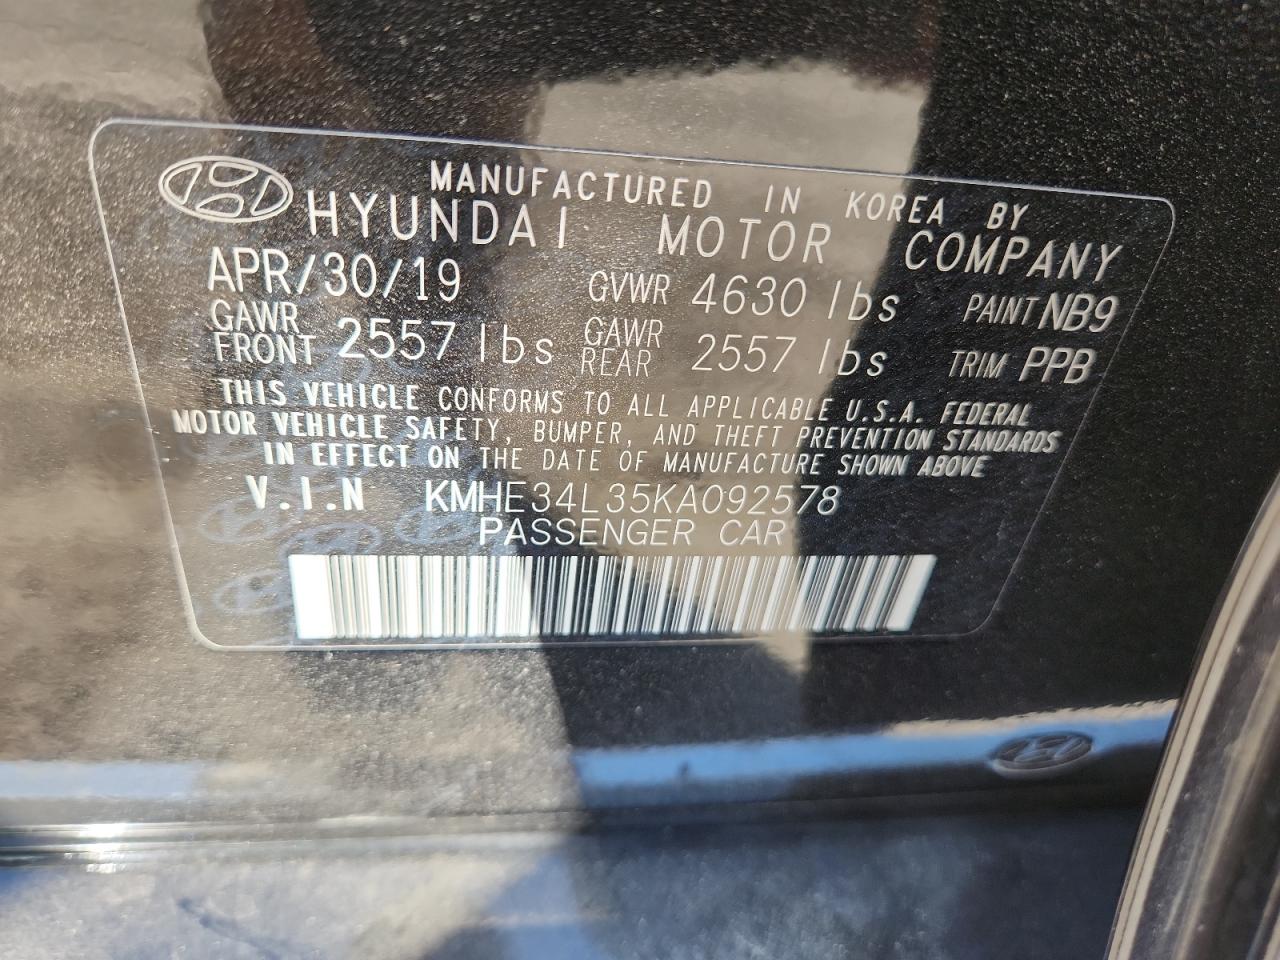 MANUFACTURED IN KOREA BY
HYUNDAI MOTOR COMPANY
APR/30/19 GVWR 4630 lbs PAINT NB9
GAWR FRONT 2557 lbs GAWR REAR 2557 lbs TRIM PPB
THIS VEHICLE CONFORMS TO ALL APPLICABLE U.S.A. FEDERAL
MOTOR VEHICLE SAFETY, BUMPER, AND THEFT PREVENTION STANDARDS
IN EFFECT ON THE DATE OF MANUFACTURE SHOWN ABOVE
V.I.N KMHE34L35KA092578
PASSENGER CAR